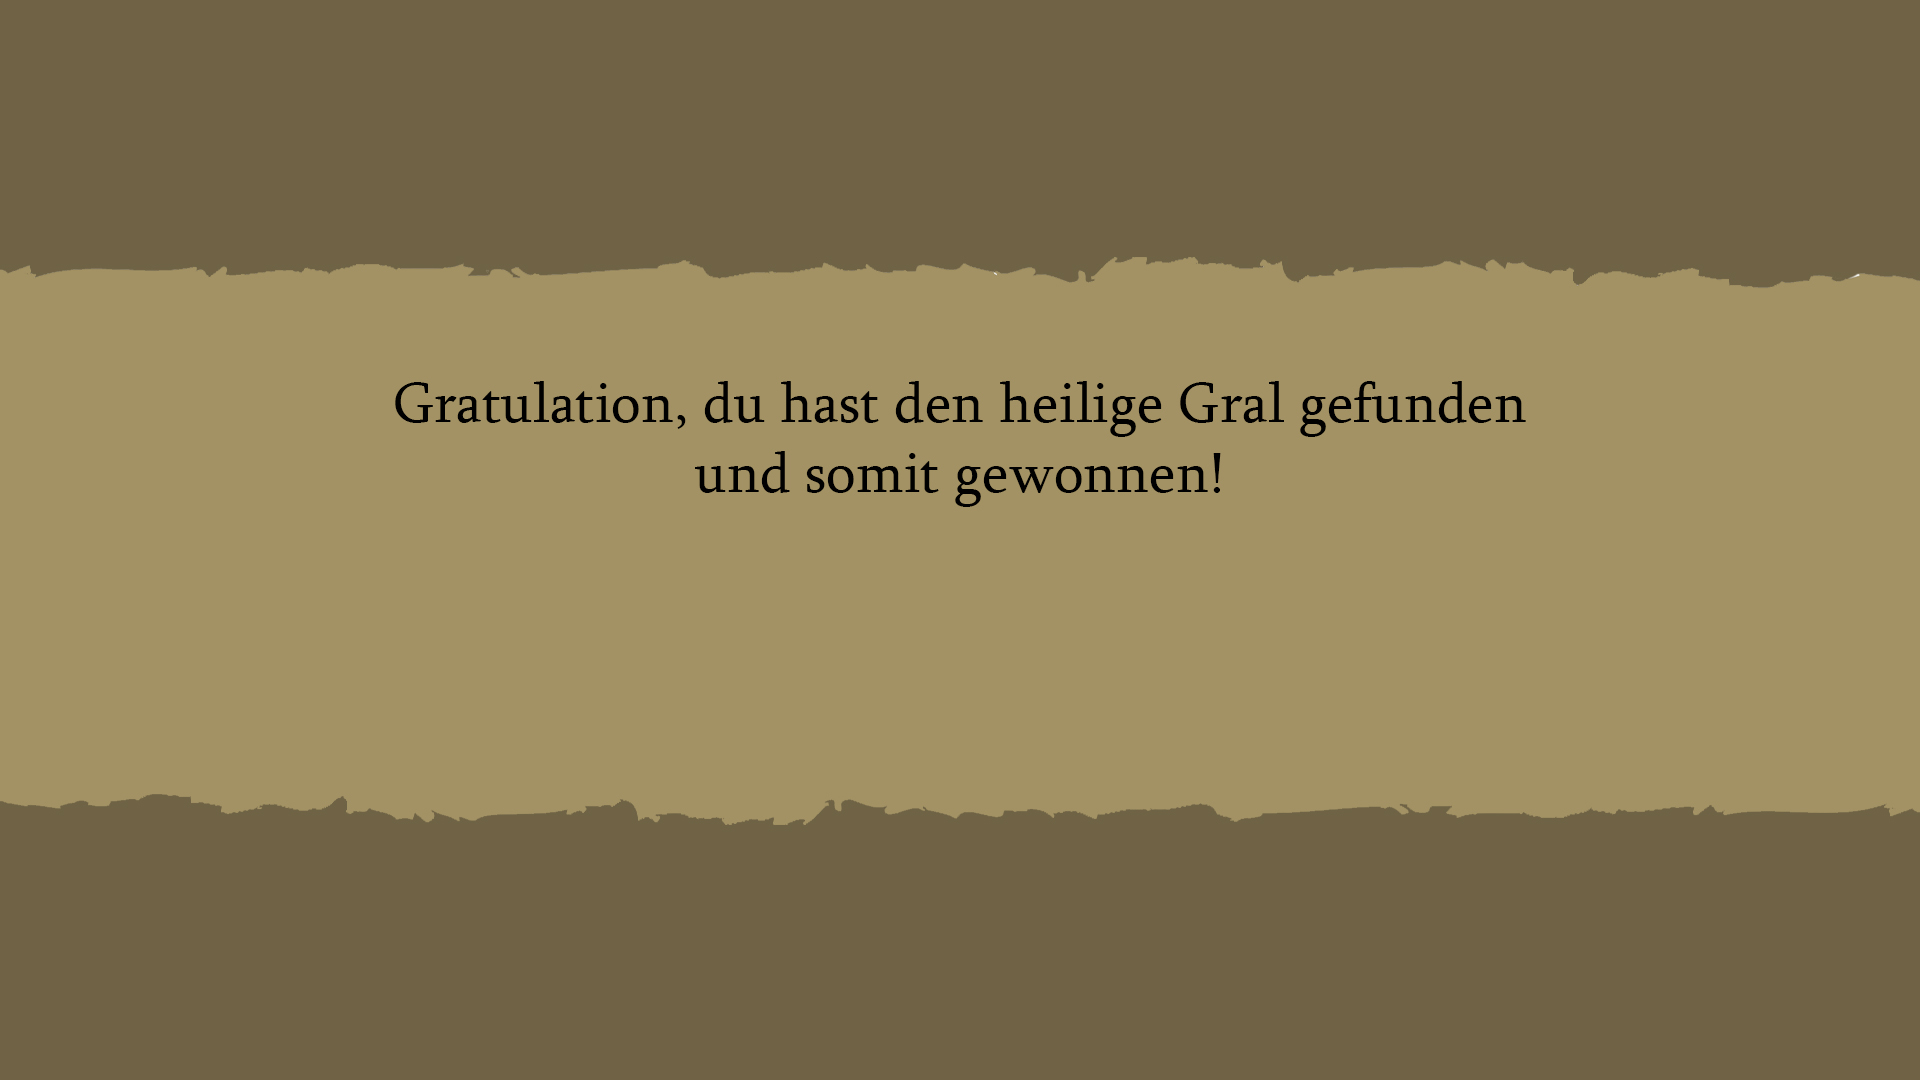 Gratulation, du hast den heilige Gral gefunden
und somit gewonnen!